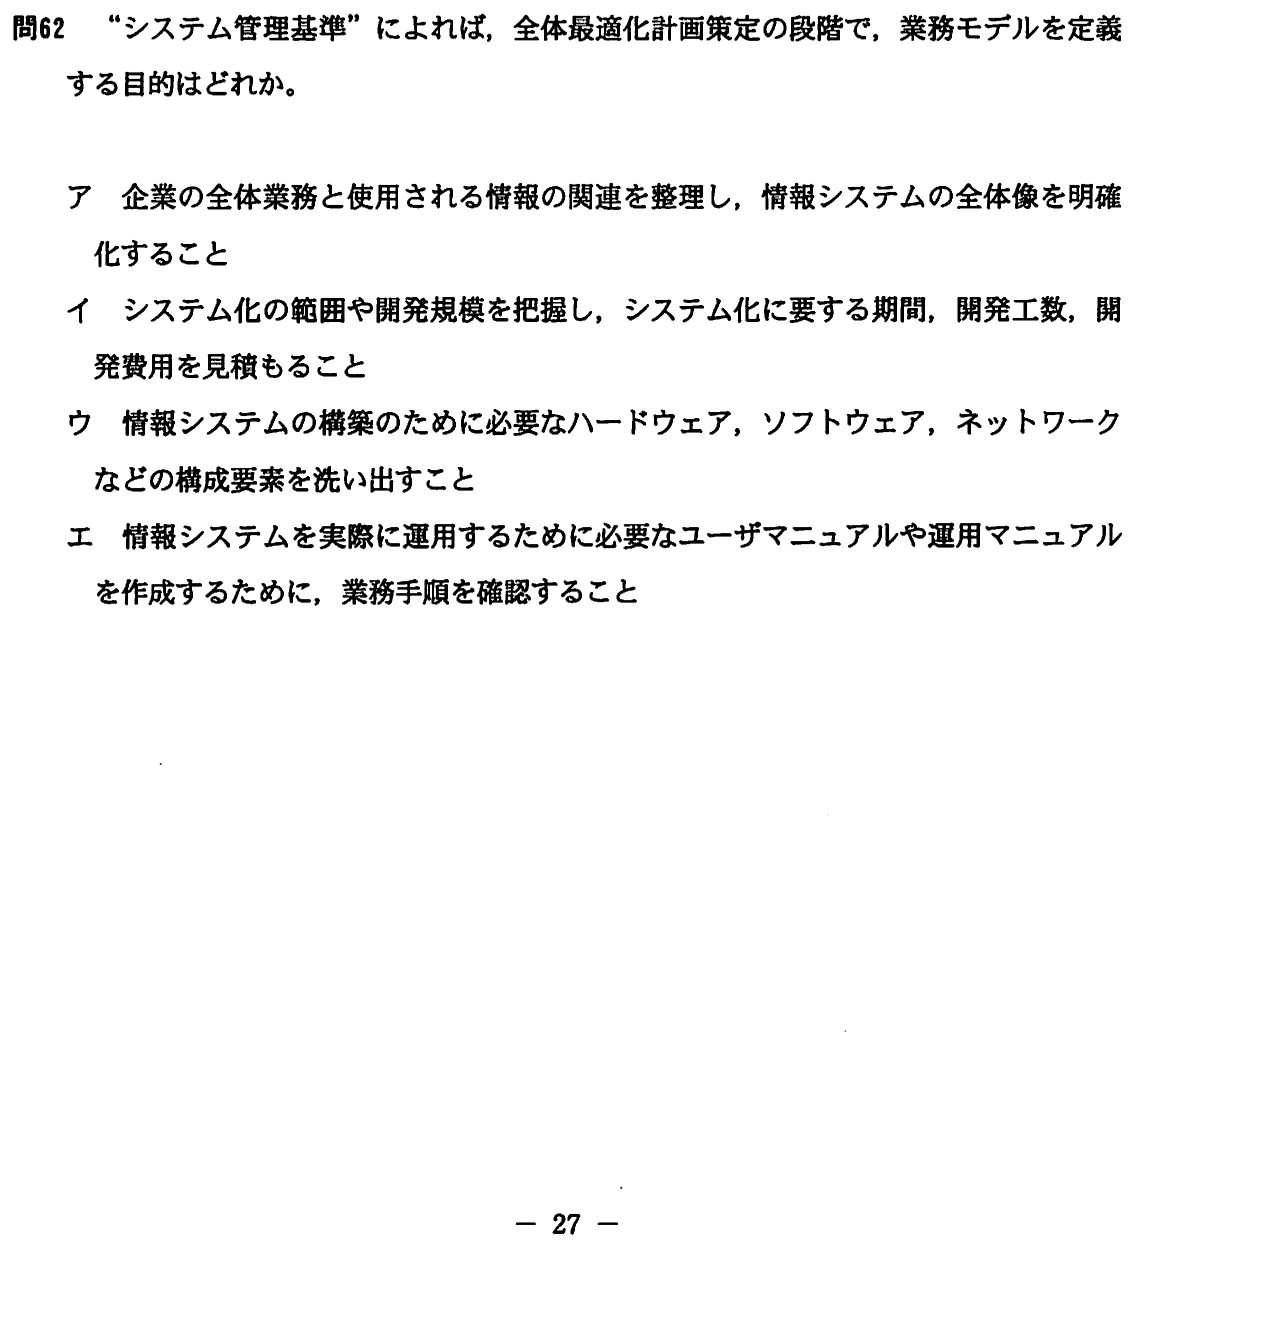 問62 “システム管理基準”によれば，全体最適化計画策定の段階で，業務モデルを定義
する目的はどれか。
ア 企業の全体業務と使用される情報の関連を整理し，情報システムの全体像を明確
化すること
イ システム化の範囲や開発規模を把握し，システム化に要する期間，開発工数，開
発費用を見積もること
ウ 情報システムの構築のために必要なハードウェア，ソフトウェア，ネットワーク
などの構成要素を洗い出すこと
エ 情報システムを実際に運用するために必要なユーザマニュアルや運用マニュアル
を作成するために，業務手順を確認すること
－ 27 －